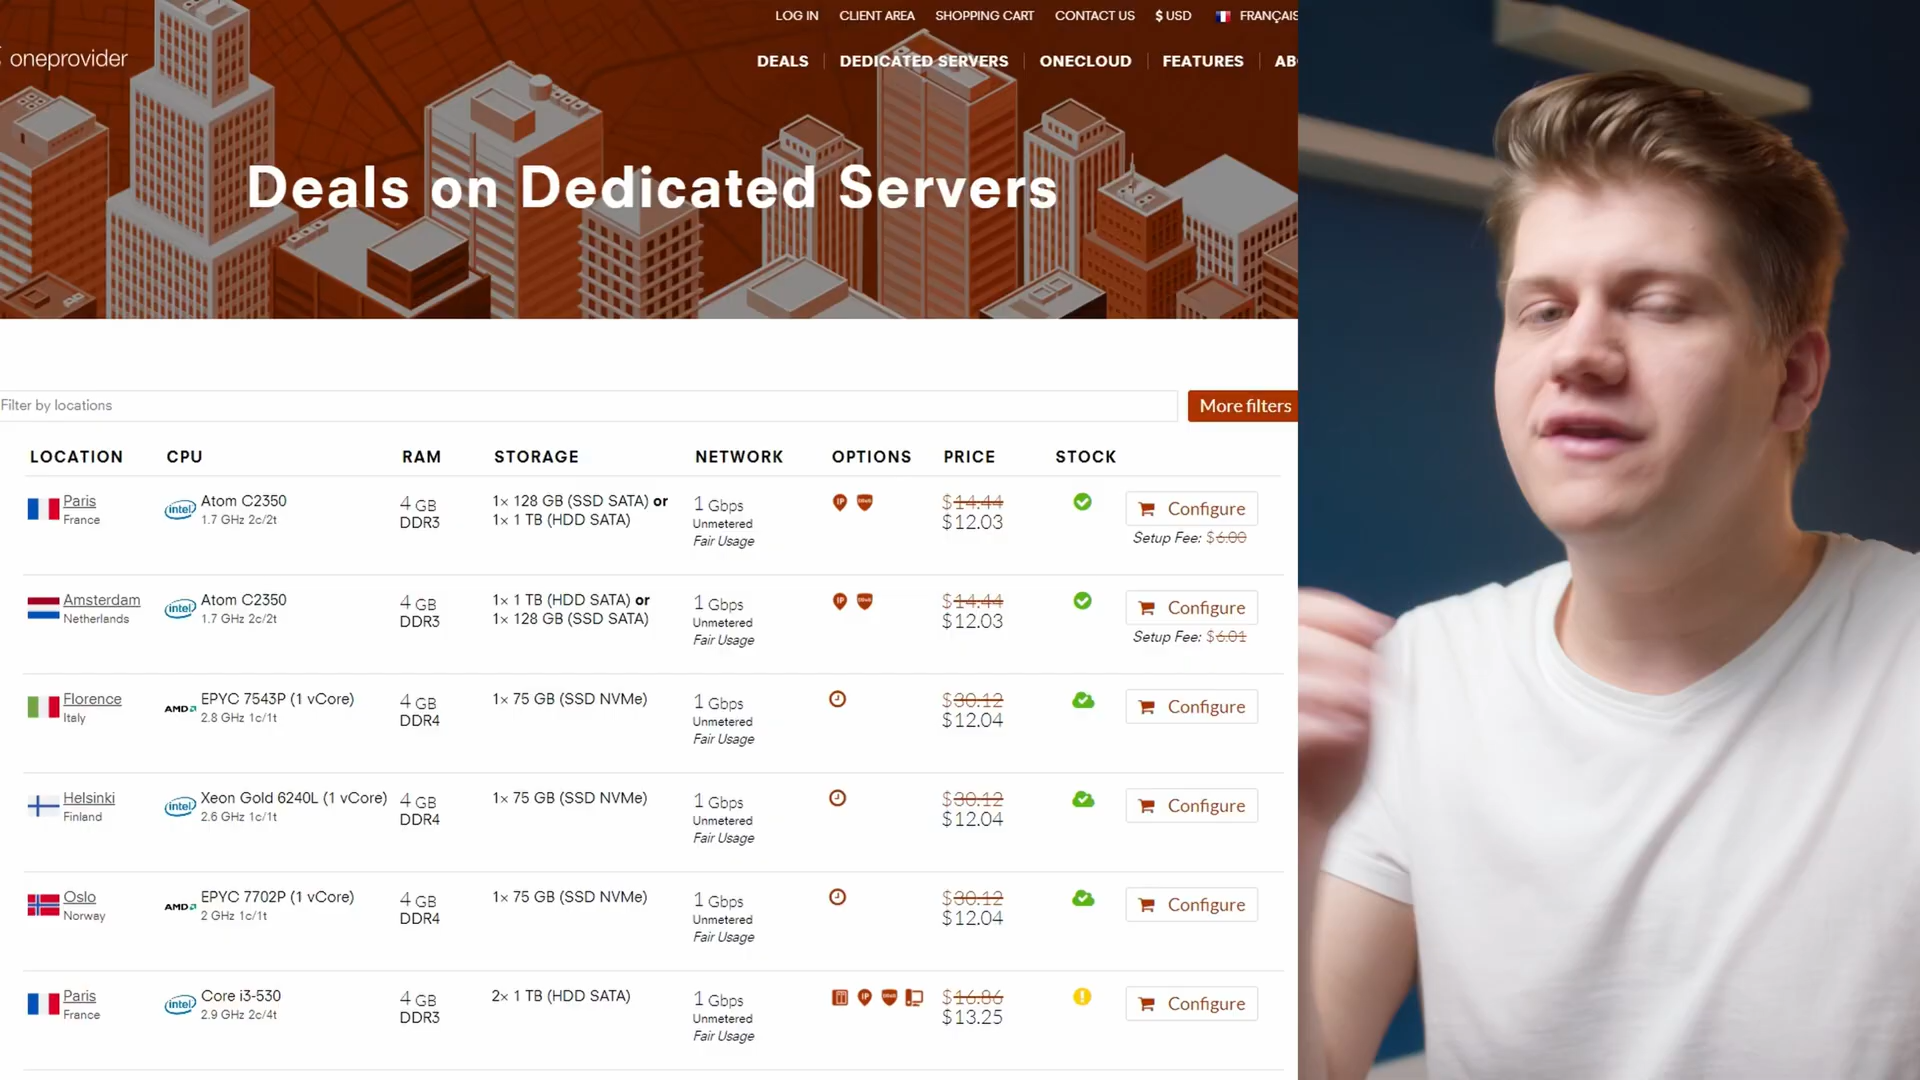 LOG IN CLIENT AREA SHOPPING CART CONTACT US $ USD FRANÇAIS
oneprovider
DEALS DEDICATED SERVERS ONECLOUD FEATURES AB
Deals on Dedicated Servers
Filter by locations
More filters
LOCATION CPU RAM STORAGE NETWORK OPTIONS PRICE STOCK
Paris
France
intel
Atom C2350
1.7 GHz 2c/2t
4 GB
DDR3
1× 128 GB (SSD SATA) or
1× 1 TB (HDD SATA)
1 Gbps
Unmetered
Fair Usage
IP
$14.44
$12.03
Configure
Setup Fee: $6.00
Amsterdam
Netherlands
intel
Atom C2350
1.7 GHz 2c/2t
4 GB
DDR3
1× 1 TB (HDD SATA) or
1× 128 GB (SSD SATA)
1 Gbps
Unmetered
Fair Usage
IP
$14.44
$12.03
Configure
Setup Fee: $6.01
Florence
Italy
AMD
EPYC 7543P (1 vCore)
2.8 GHz 1c/1t
4 GB
DDR4
1× 75 GB (SSD NVMe)
1 Gbps
Unmetered
Fair Usage
$30.12
$12.04
Configure
Helsinki
Finland
intel
Xeon Gold 6240L (1 vCore)
2.6 GHz 1c/1t
4 GB
DDR4
1× 75 GB (SSD NVMe)
1 Gbps
Unmetered
Fair Usage
$30.12
$12.04
Configure
Oslo
Norway
AMD
EPYC 7702P (1 vCore)
2 GHz 1c/1t
4 GB
DDR4
1× 75 GB (SSD NVMe)
1 Gbps
Unmetered
Fair Usage
$30.12
$12.04
Configure
Paris
France
intel
Core i3-530
2.9 GHz 2c/4t
4 GB
DDR3
2× 1 TB (HDD SATA)
1 Gbps
Unmetered
Fair Usage
IP
$16.86
$13.25
Configure